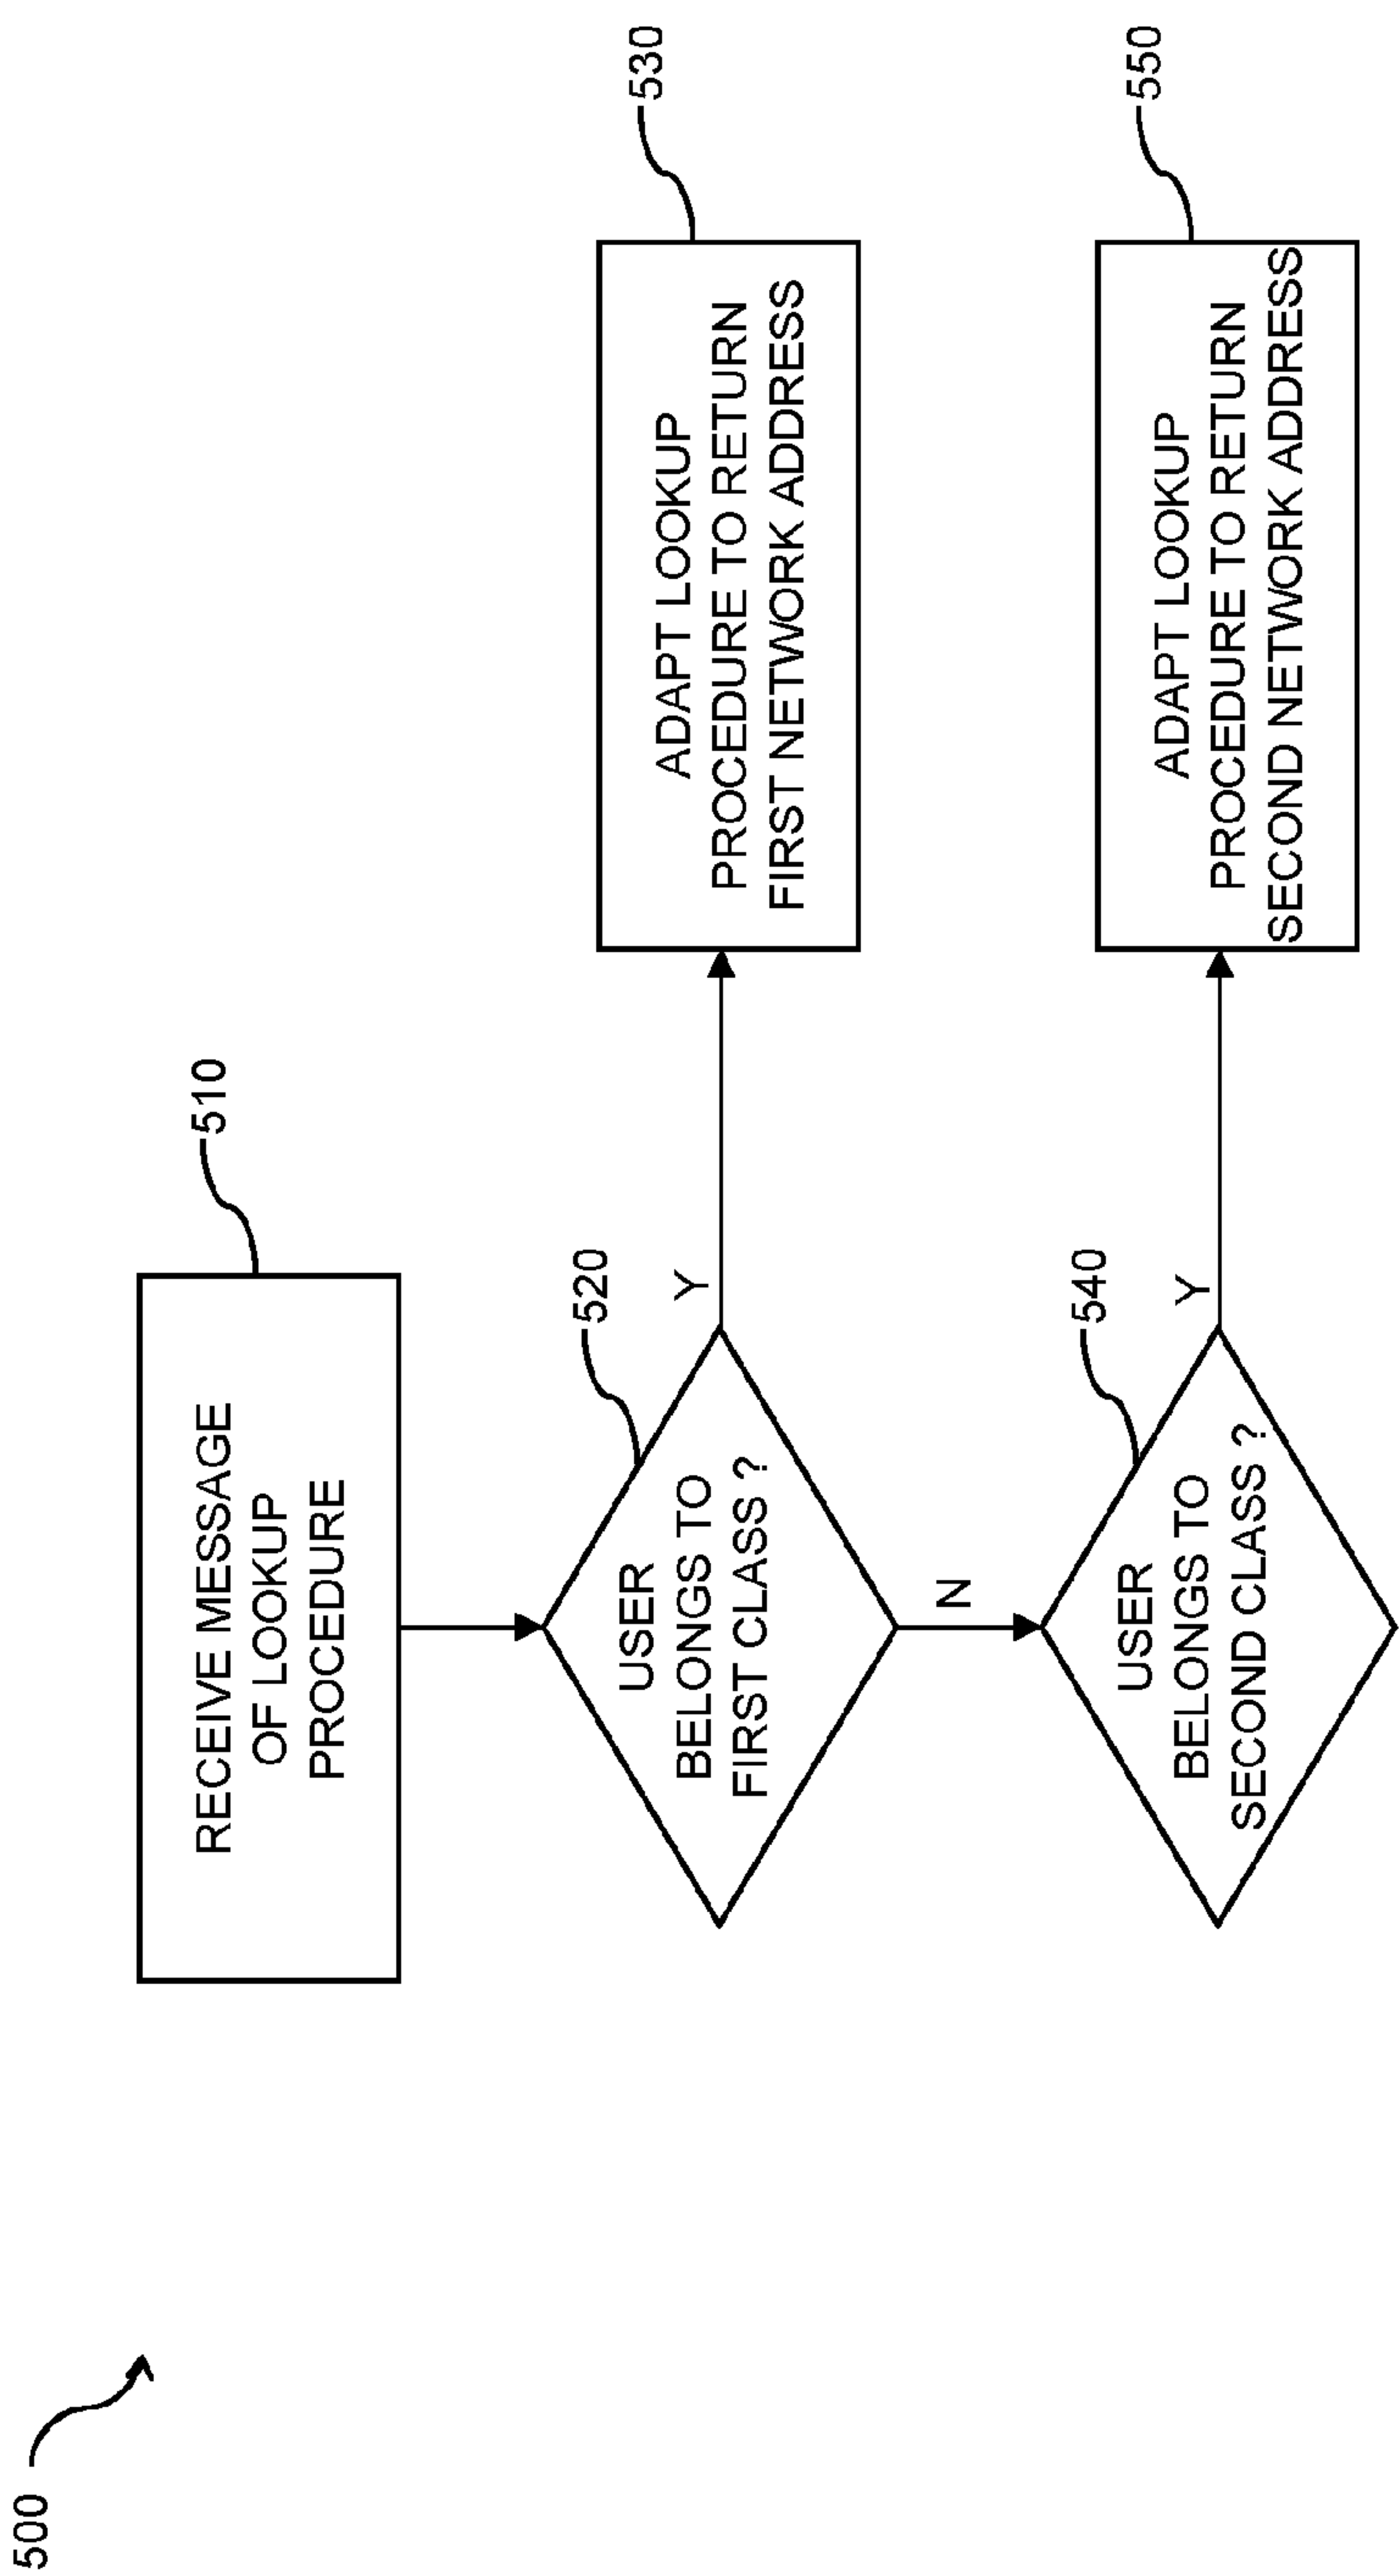 500
RECEIVE MESSAGE
OF LOOKUP
PROCEDURE
510
USER
BELONGS TO
FIRST CLASS ?
520
Y
ADAPT LOOKUP
PROCEDURE TO RETURN
FIRST NETWORK ADDRESS
530
N
USER
BELONGS TO
SECOND CLASS ?
540
Y
ADAPT LOOKUP
PROCEDURE TO RETURN
SECOND NETWORK ADDRESS
550